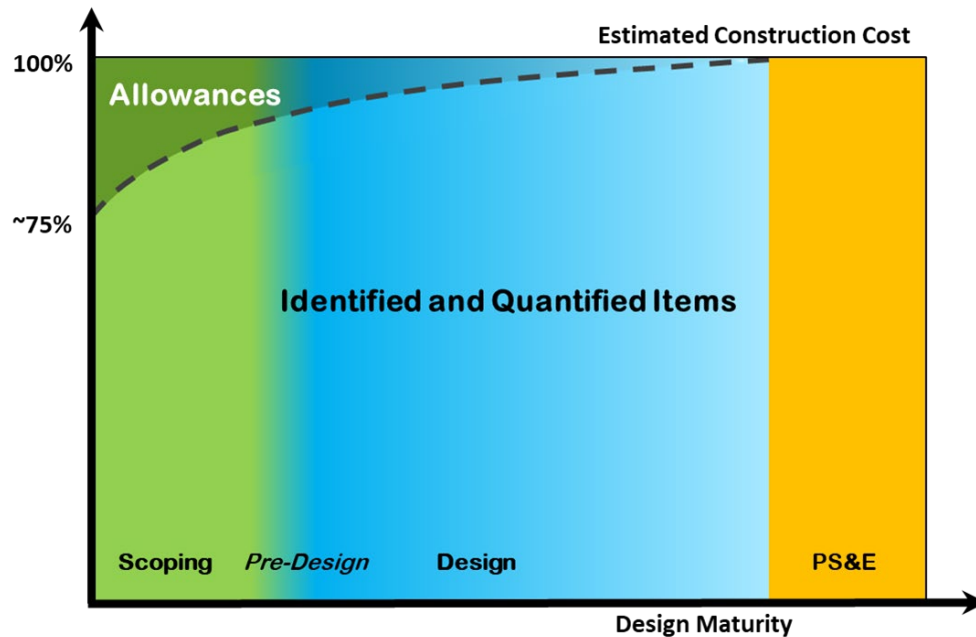 Estimated Construction Cost
100%
Allowances
~75%
Identified and Quantified Items
Scoping
Pre-Design
Design
PS&E
Design Maturity